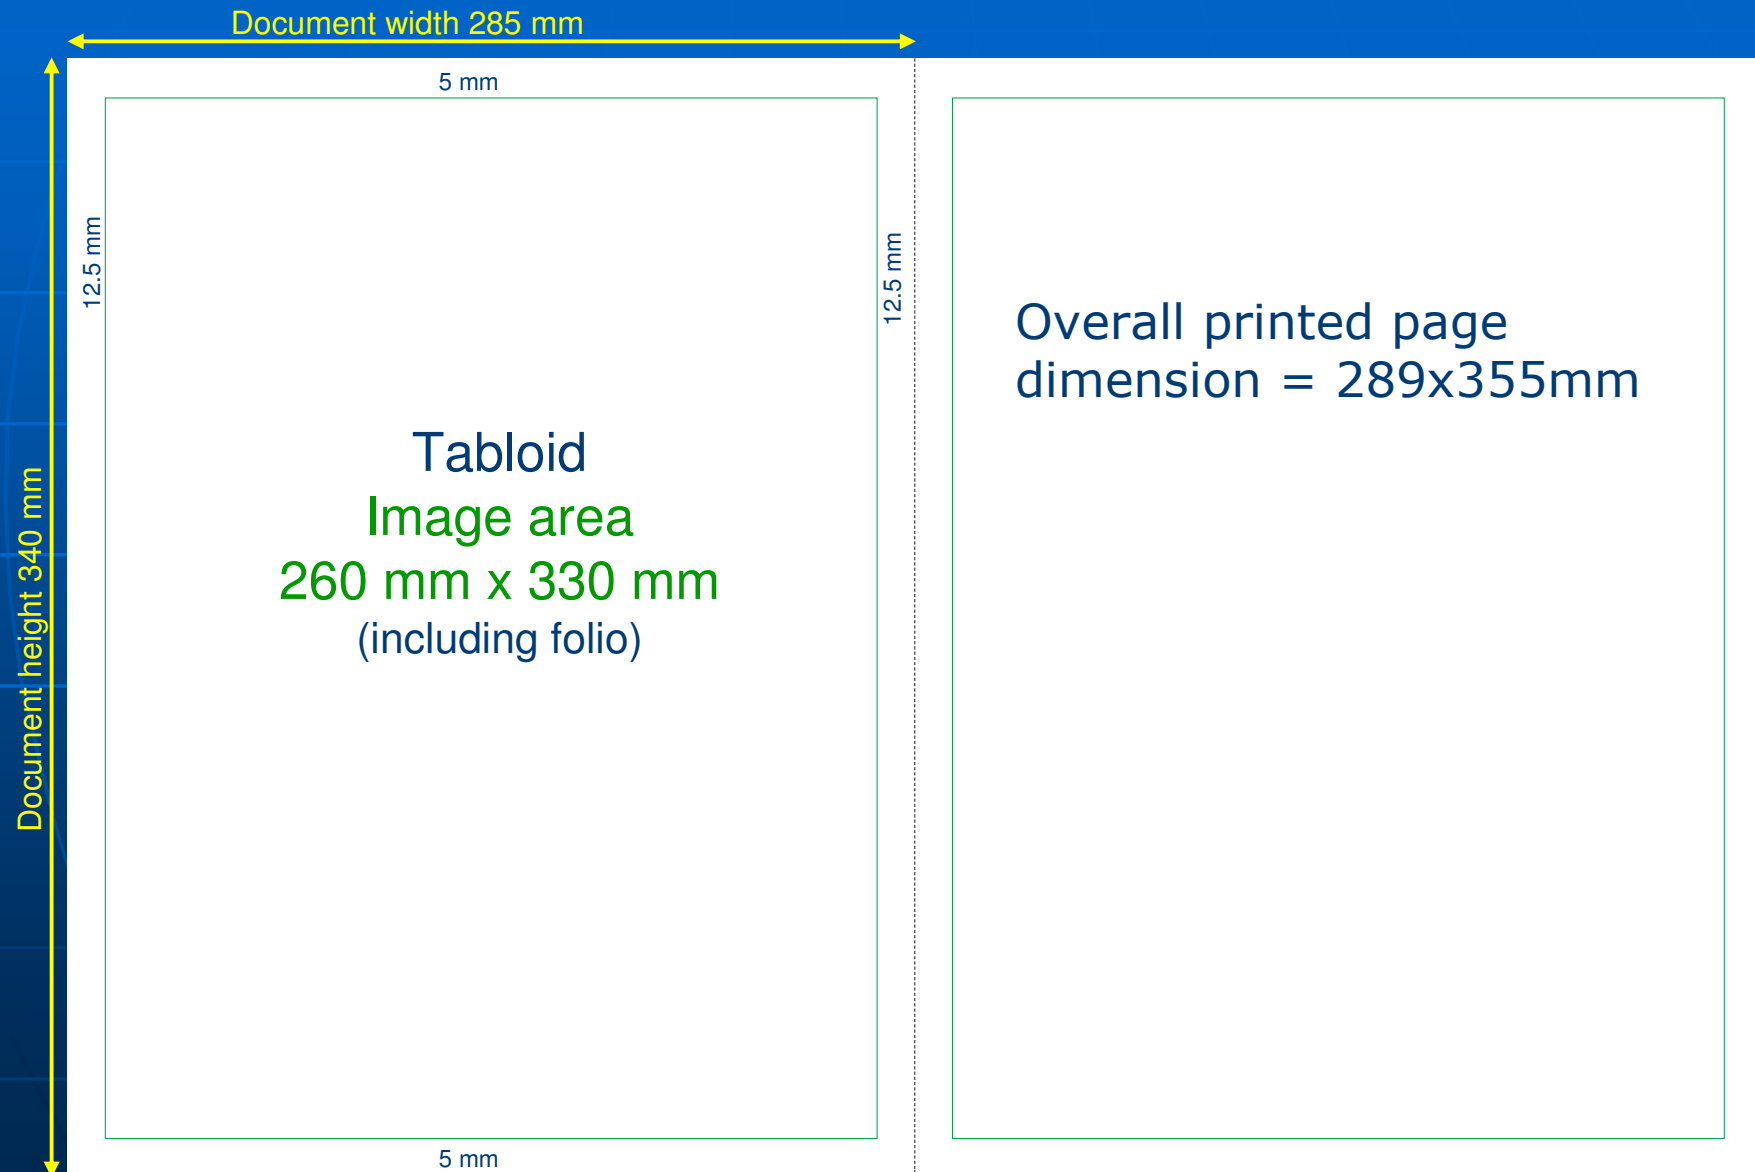 Document width 285 mm
5 mm
12.5 mm
12.5 mm
Document height 340 mm
Tabloid
Image area
260 mm x 330 mm
(including folio)
5 mm
Overall printed page
dimension = 289x355mm